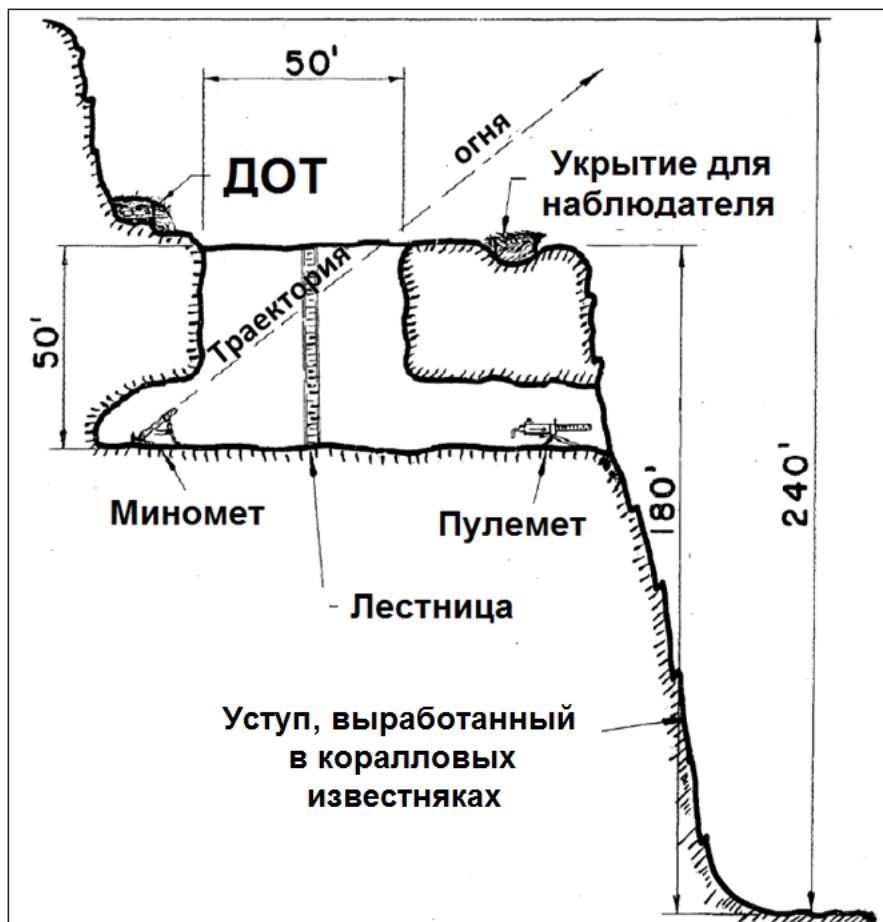 50'
ДОТ
огня
Укрытие для
наблюдателя
Траектория
50'
Миномет
Пулемет
180'
240'
Лестница
Уступ, выработанный
в коралловых
известняках